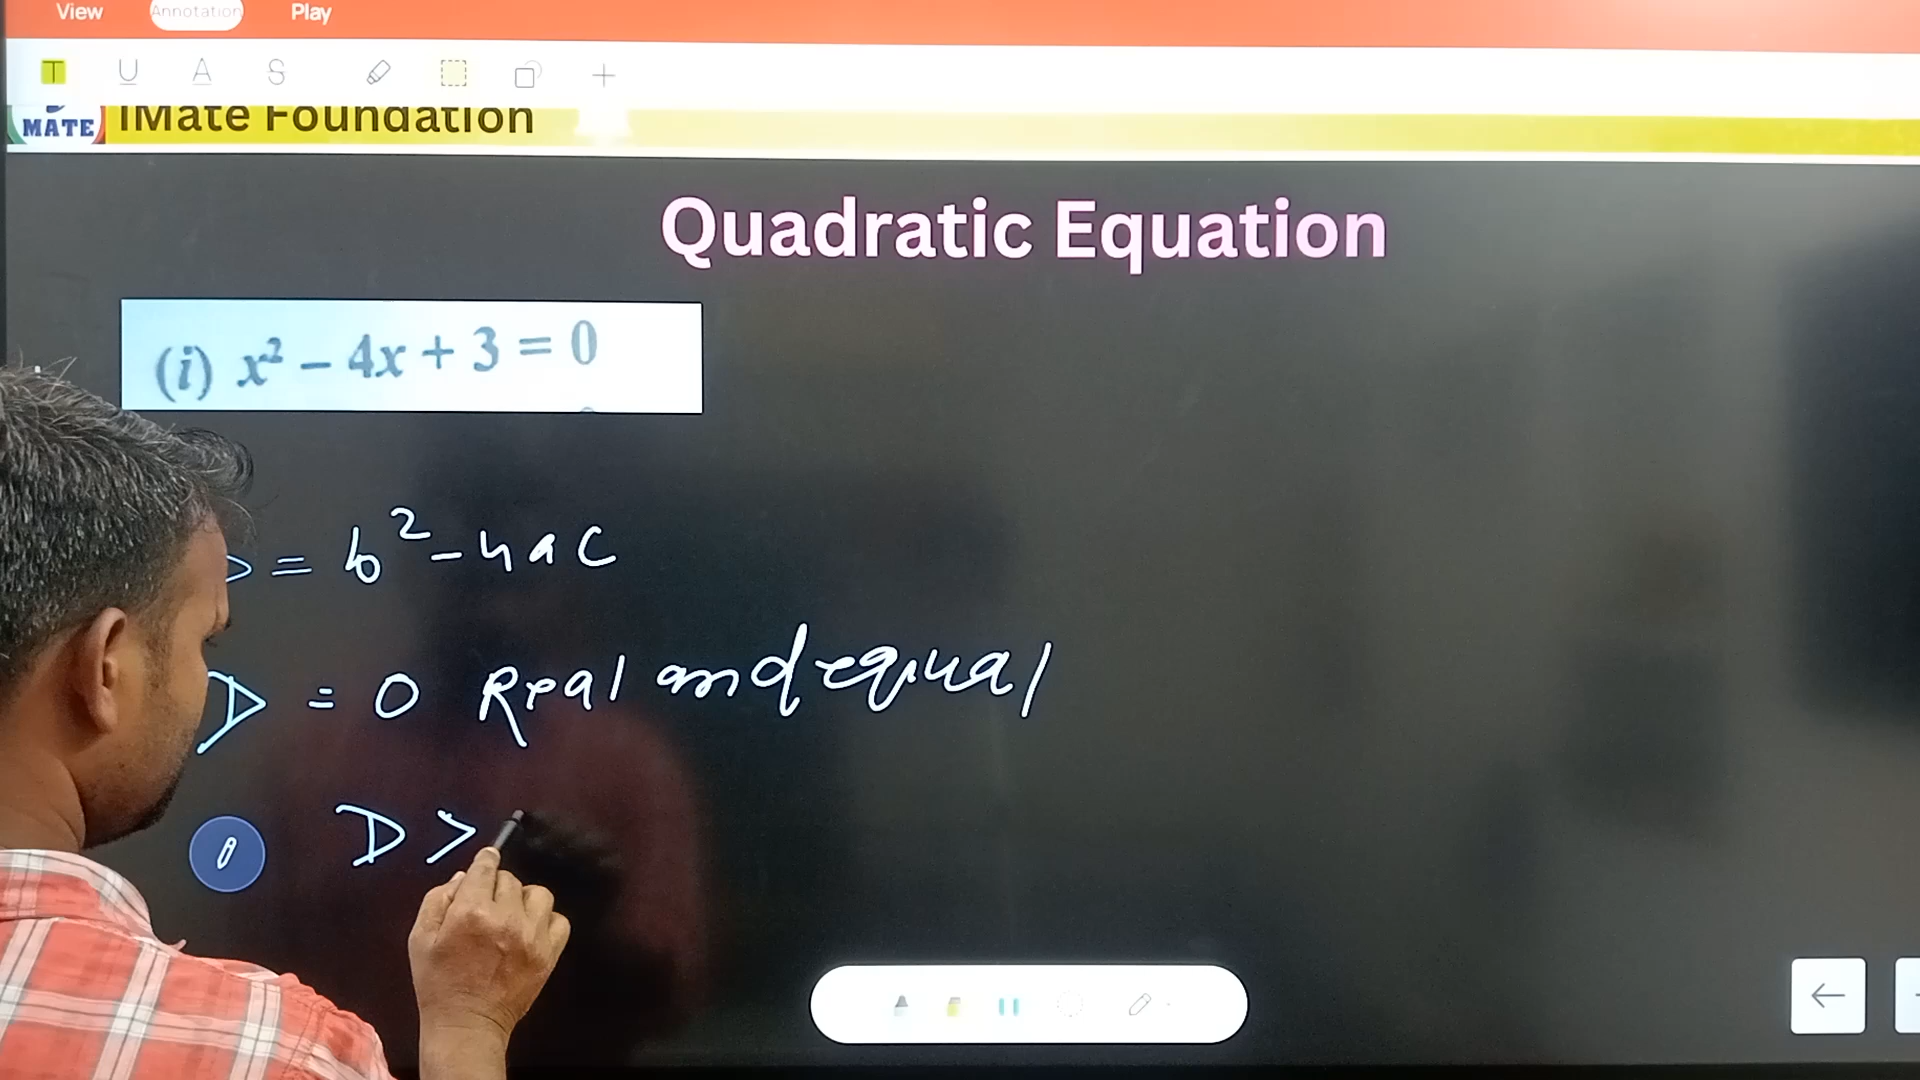 View Annotation Play
T U A S
MATE iMate Foundation
Quadratic Equation
(i) x² – 4x + 3 = 0
D = b² - 4ac
D = 0 Real and equal
D >